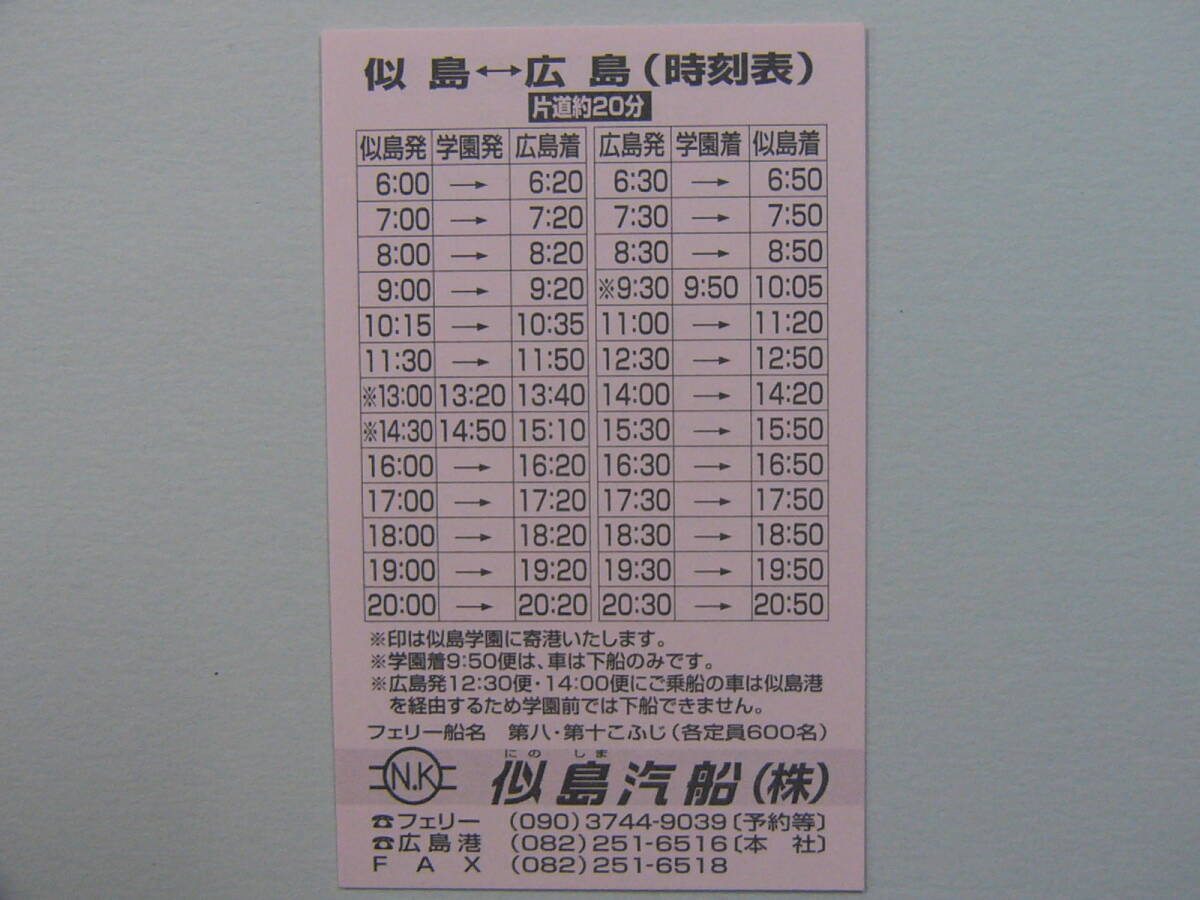 似島↔広島(時刻表)
片道約20分
似島発 学園発 広島着 広島発 学園着 似島着
6:00 → 6:20 6:30 → 6:50
7:00 → 7:20 7:30 → 7:50
8:00 → 8:20 8:30 → 8:50
9:00 → 9:20 ※9:30 9:50 10:05
10:15 → 10:35 11:00 → 11:20
11:30 → 11:50 12:30 → 12:50
※13:00 13:20 13:40 14:00 → 14:20
※14:30 14:50 15:10 15:30 → 15:50
16:00 → 16:20 16:30 → 16:50
17:00 → 17:20 17:30 → 17:50
18:00 → 18:20 18:30 → 18:50
19:00 → 19:20 19:30 → 19:50
20:00 → 20:20 20:30 → 20:50
※印は似島学園に寄港いたします。
※学園着9:50便は、車は下船のみです。
※広島発12:30便・14:00便にご乗船の車は似島港
を経由するため学園前では下船できません。
フェリー船名 第八・第十こふじ(各定員600名)
にの しま
N.K 似島汽船(株)
☎フェリー (090)3744-9039〔予約等〕
☎広島港 (082)251-6516〔本 社〕
FAX (082)251-6518